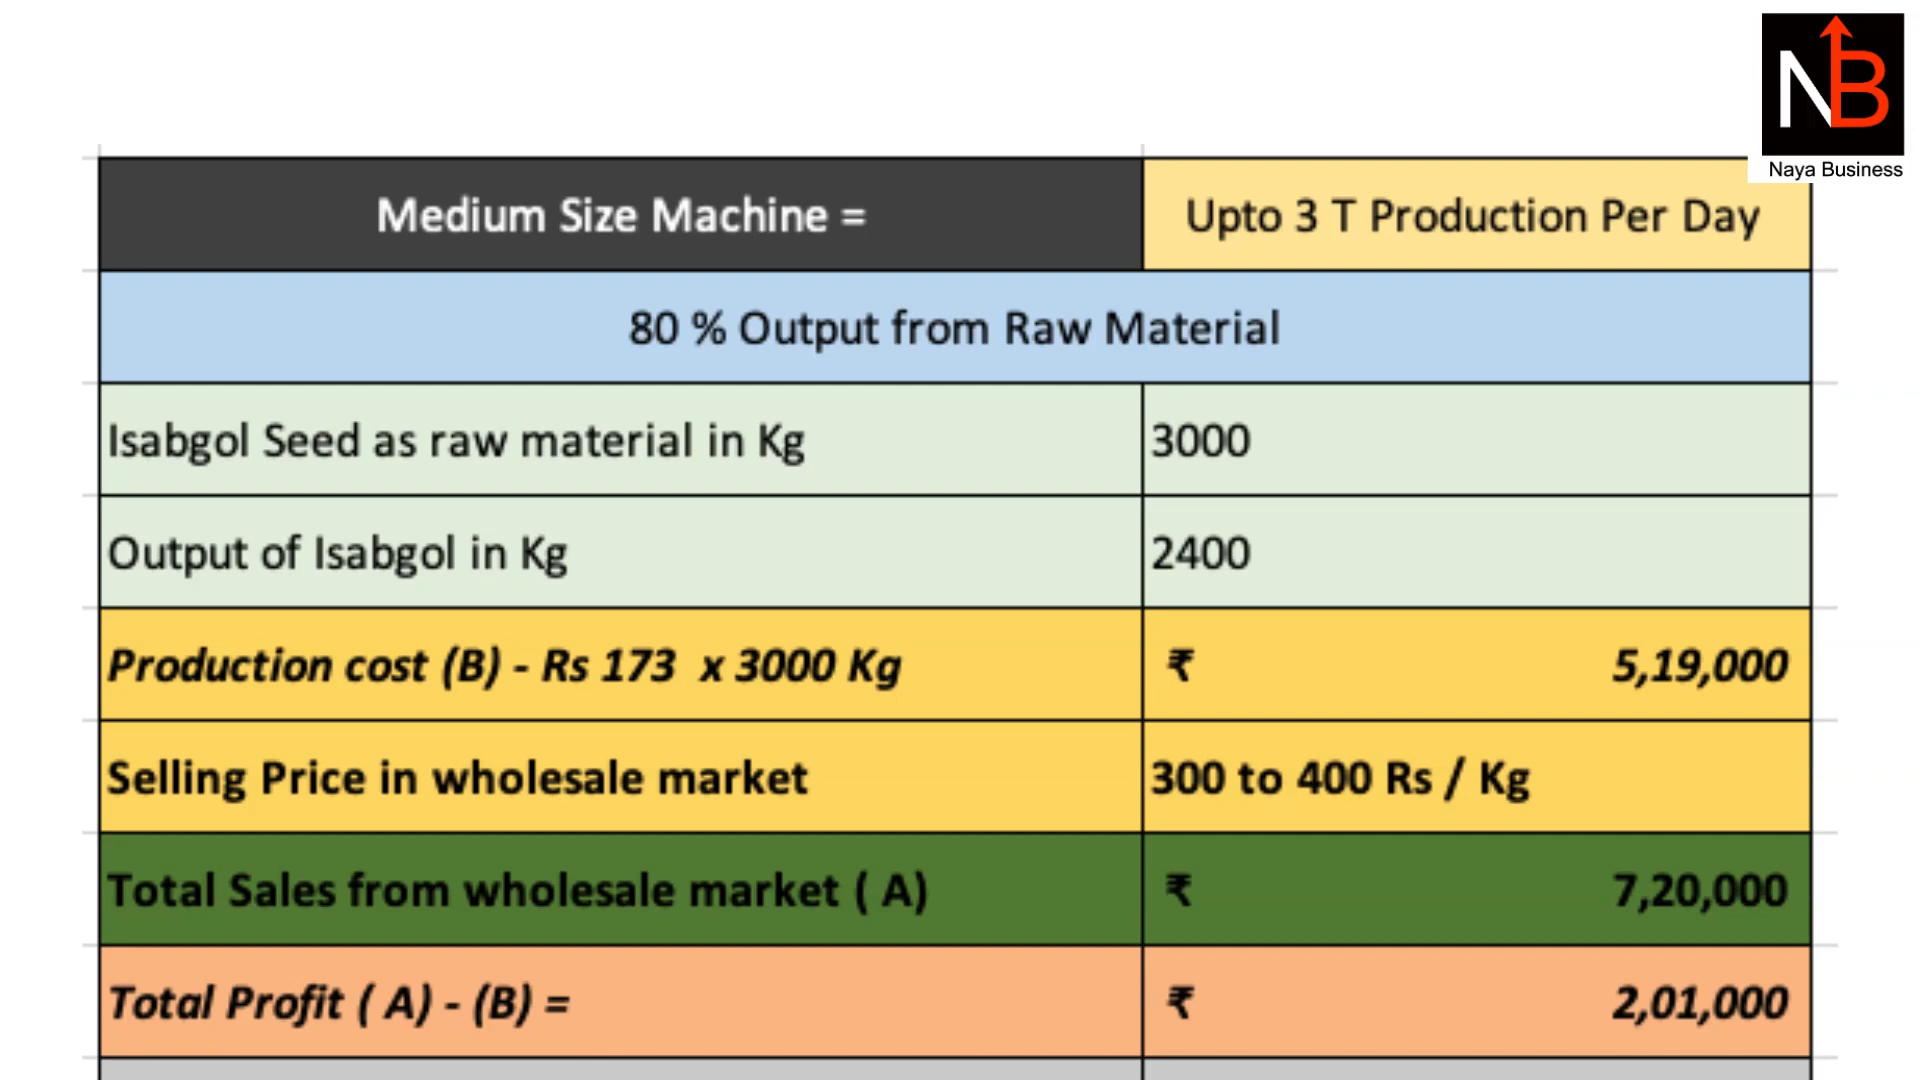 NB
Naya Business
Medium Size Machine =
Upto 3 T Production Per Day
80 % Output from Raw Material
Isabgol Seed as raw material in Kg
3000
Output of Isabgol in Kg
2400
Production cost (B) - Rs 173 x 3000 Kg
₹ 5,19,000
Selling Price in wholesale market
300 to 400 Rs / Kg
Total Sales from wholesale market ( A)
₹ 7,20,000
Total Profit ( A) - (B) =
₹ 2,01,000